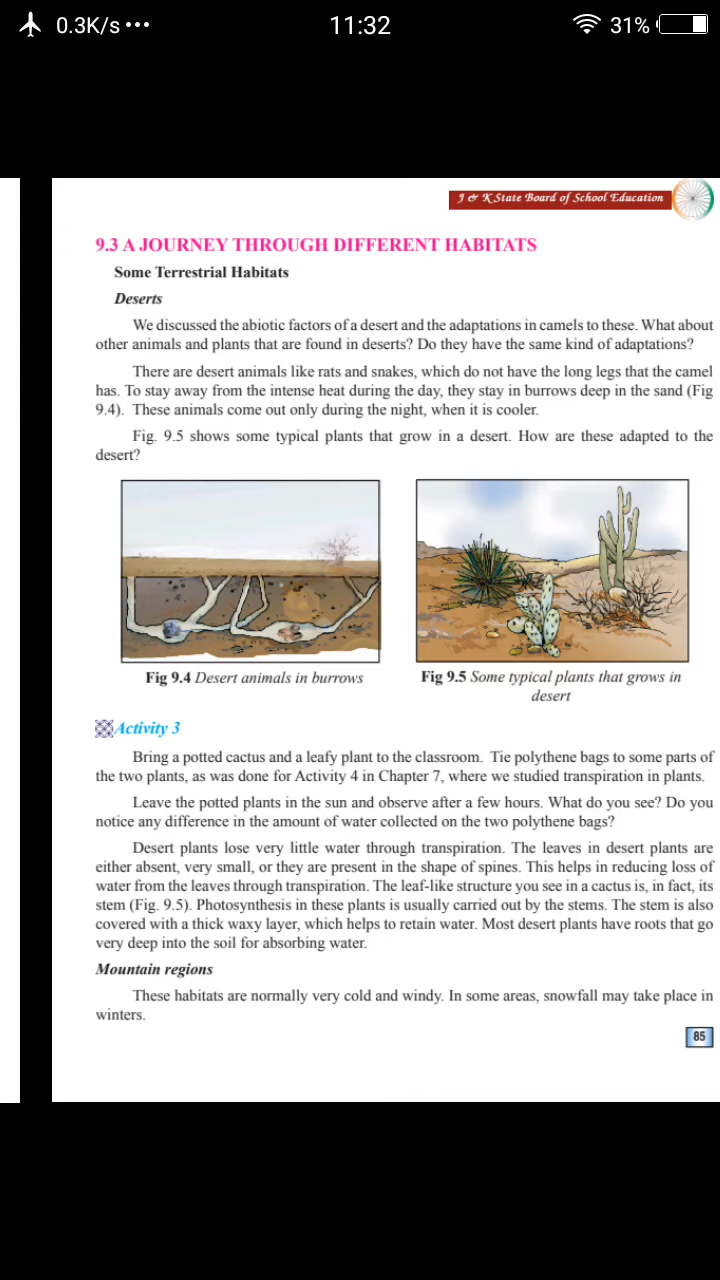 0.3K/s ••• 11:32 31%
J & K State Board of School Education
9.3 A JOURNEY THROUGH DIFFERENT HABITATS
Some Terrestrial Habitats
Deserts
We discussed the abiotic factors of a desert and the adaptations in camels to these. What about
other animals and plants that are found in deserts? Do they have the same kind of adaptations?
There are desert animals like rats and snakes, which do not have the long legs that the camel
has. To stay away from the intense heat during the day, they stay in burrows deep in the sand (Fig
9.4). These animals come out only during the night, when it is cooler.
Fig. 9.5 shows some typical plants that grow in a desert. How are these adapted to the
desert?
Fig 9.4 Desert animals in burrows
Fig 9.5 Some typical plants that grows in
desert
Activity 3
Bring a potted cactus and a leafy plant to the classroom. Tie polythene bags to some parts of
the two plants, as was done for Activity 4 in Chapter 7, where we studied transpiration in plants.
Leave the potted plants in the sun and observe after a few hours. What do you see? Do you
notice any difference in the amount of water collected on the two polythene bags?
Desert plants lose very little water through transpiration. The leaves in desert plants are
either absent, very small, or they are present in the shape of spines. This helps in reducing loss of
water from the leaves through transpiration. The leaf-like structure you see in a cactus is, in fact, its
stem (Fig. 9.5). Photosynthesis in these plants is usually carried out by the stems. The stem is also
covered with a thick waxy layer, which helps to retain water. Most desert plants have roots that go
very deep into the soil for absorbing water.
Mountain regions
These habitats are normally very cold and windy. In some areas, snowfall may take place in
winters.
85